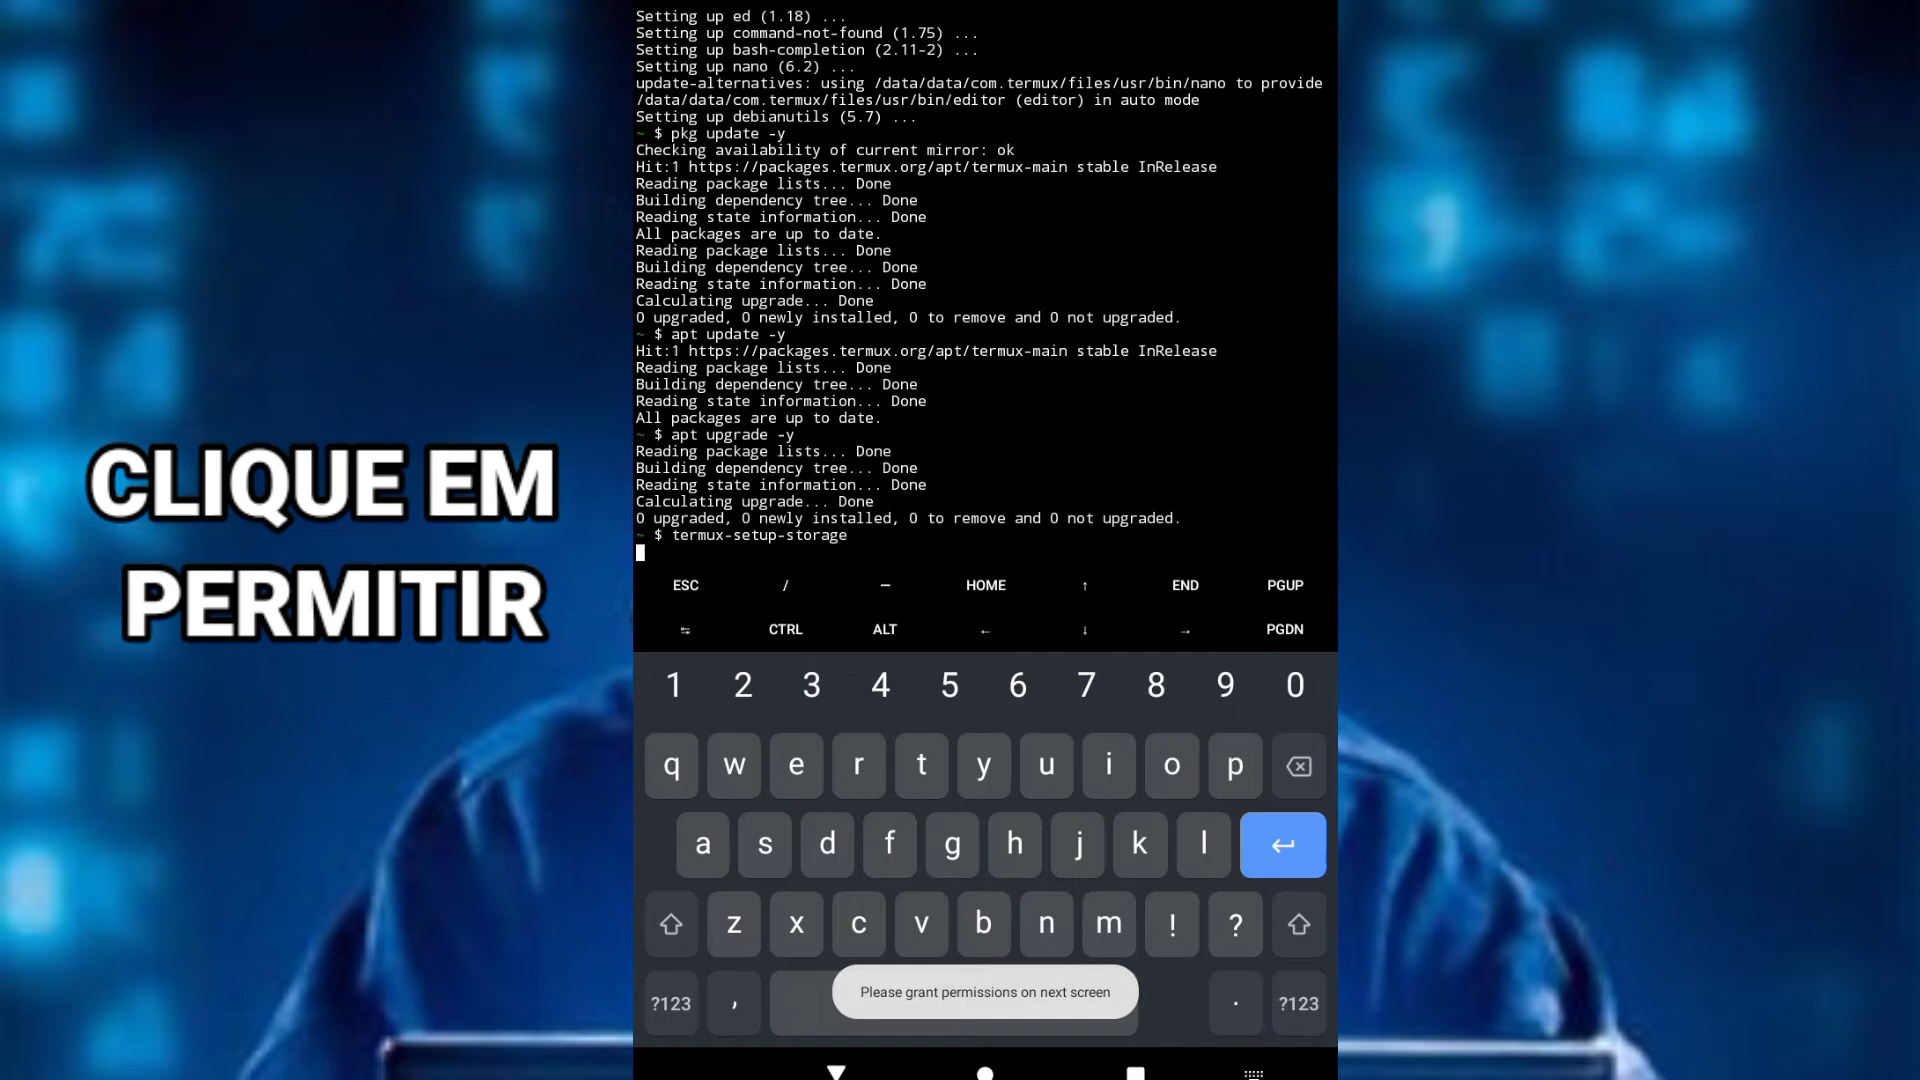 CLIQUE EM
PERMITIR
Setting up ed (1.18) ...
Setting up command-not-found (1.75) ...
Setting up bash-completion (2.11-2) ...
Setting up nano (6.2) ...
update-alternatives: using /data/data/com.termux/files/usr/bin/nano to provide
/data/data/com.termux/files/usr/bin/editor (editor) in auto mode
Setting up debianutils (5.7) ...
~ $ pkg update -y
Checking availability of current mirror: ok
Hit:1 https://packages.termux.org/apt/termux-main stable InRelease
Reading package lists... Done
Building dependency tree... Done
Reading state information... Done
All packages are up to date.
Reading package lists... Done
Building dependency tree... Done
Reading state information... Done
Calculating upgrade... Done
0 upgraded, 0 newly installed, 0 to remove and 0 not upgraded.
~ $ apt update -y
Hit:1 https://packages.termux.org/apt/termux-main stable InRelease
Reading package lists... Done
Building dependency tree... Done
Reading state information... Done
All packages are up to date.
~ $ apt upgrade -y
Reading package lists... Done
Building dependency tree... Done
Reading state information... Done
Calculating upgrade... Done
0 upgraded, 0 newly installed, 0 to remove and 0 not upgraded.
~ $ termux-setup-storage
ESC / — HOME ↑ END PGUP
↹ CTRL ALT ← ↓ → PGDN
1 2 3 4 5 6 7 8 9 0
q w e r t y u i o p
a s d f g h j k l
z x c v b n m ! ?
?123 , . ?123
Please grant permissions on next screen